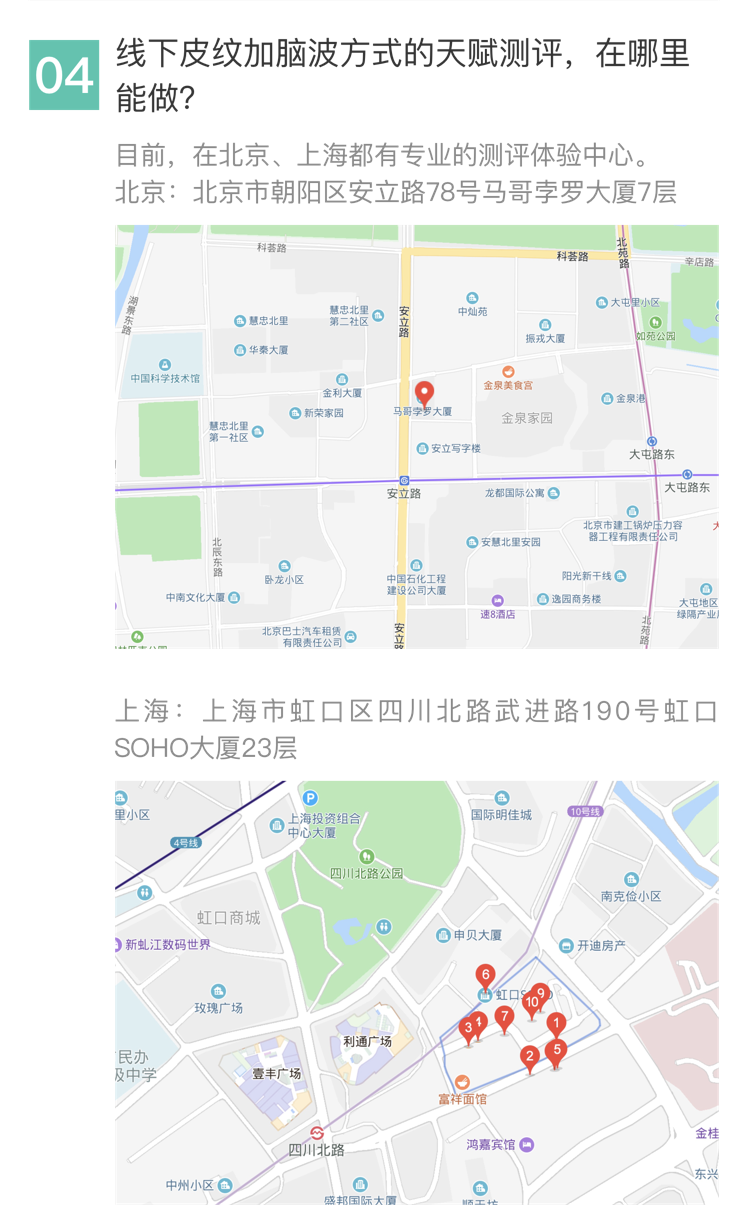 04
线下皮纹加脑波方式的天赋测评，在哪里
能做？
目前，在北京、上海都有专业的测评体验中心。
北京：北京市朝阳区安立路78号马哥孛罗大厦7层
科荟路
科荟路
北苑路
辛店路
湖景东路
慧忠北里
慧忠北里
第二社区
安立路
中灿苑
大屯里小区
振戎大厦
如苑公园
华泰大厦
中国科学技术馆
金利大厦
金泉美食宫
新荣家园
马哥孛罗大厦
金泉家园
金泉港
慧忠北里
第一社区
安立写字楼
大屯路东
安立路
龙都国际公寓
大屯路东
北京市建工锅炉压力容
器工程有限责任公司
北辰东路
安慧北里安园
卧龙小区
中国石化工程
建设公司大厦
阳光新干线
中南文化大厦
速8酒店
逸园商务楼
大屯地区
绿隔产业
北苑路
北京巴士汽车租赁
有限责任公司
安立路
上海：上海市虹口区四川北路武进路190号虹口
SOHO大厦23层
里小区
P
上海投资组合
中心大厦
国际明佳城
10号线
4号线
四川北路公园
南克俭小区
虹口商城
新虬江数码世界
申贝大厦
开迪房产
玫瑰广场
6
虹口S
9
10
7
3
4
1
2
5
利通广场
民办
级中学
壹丰广场
富祥面馆
四川北路
鸿嘉宾馆
金桂
中州小区
东兴
盛邦国际大厦
顺天坊